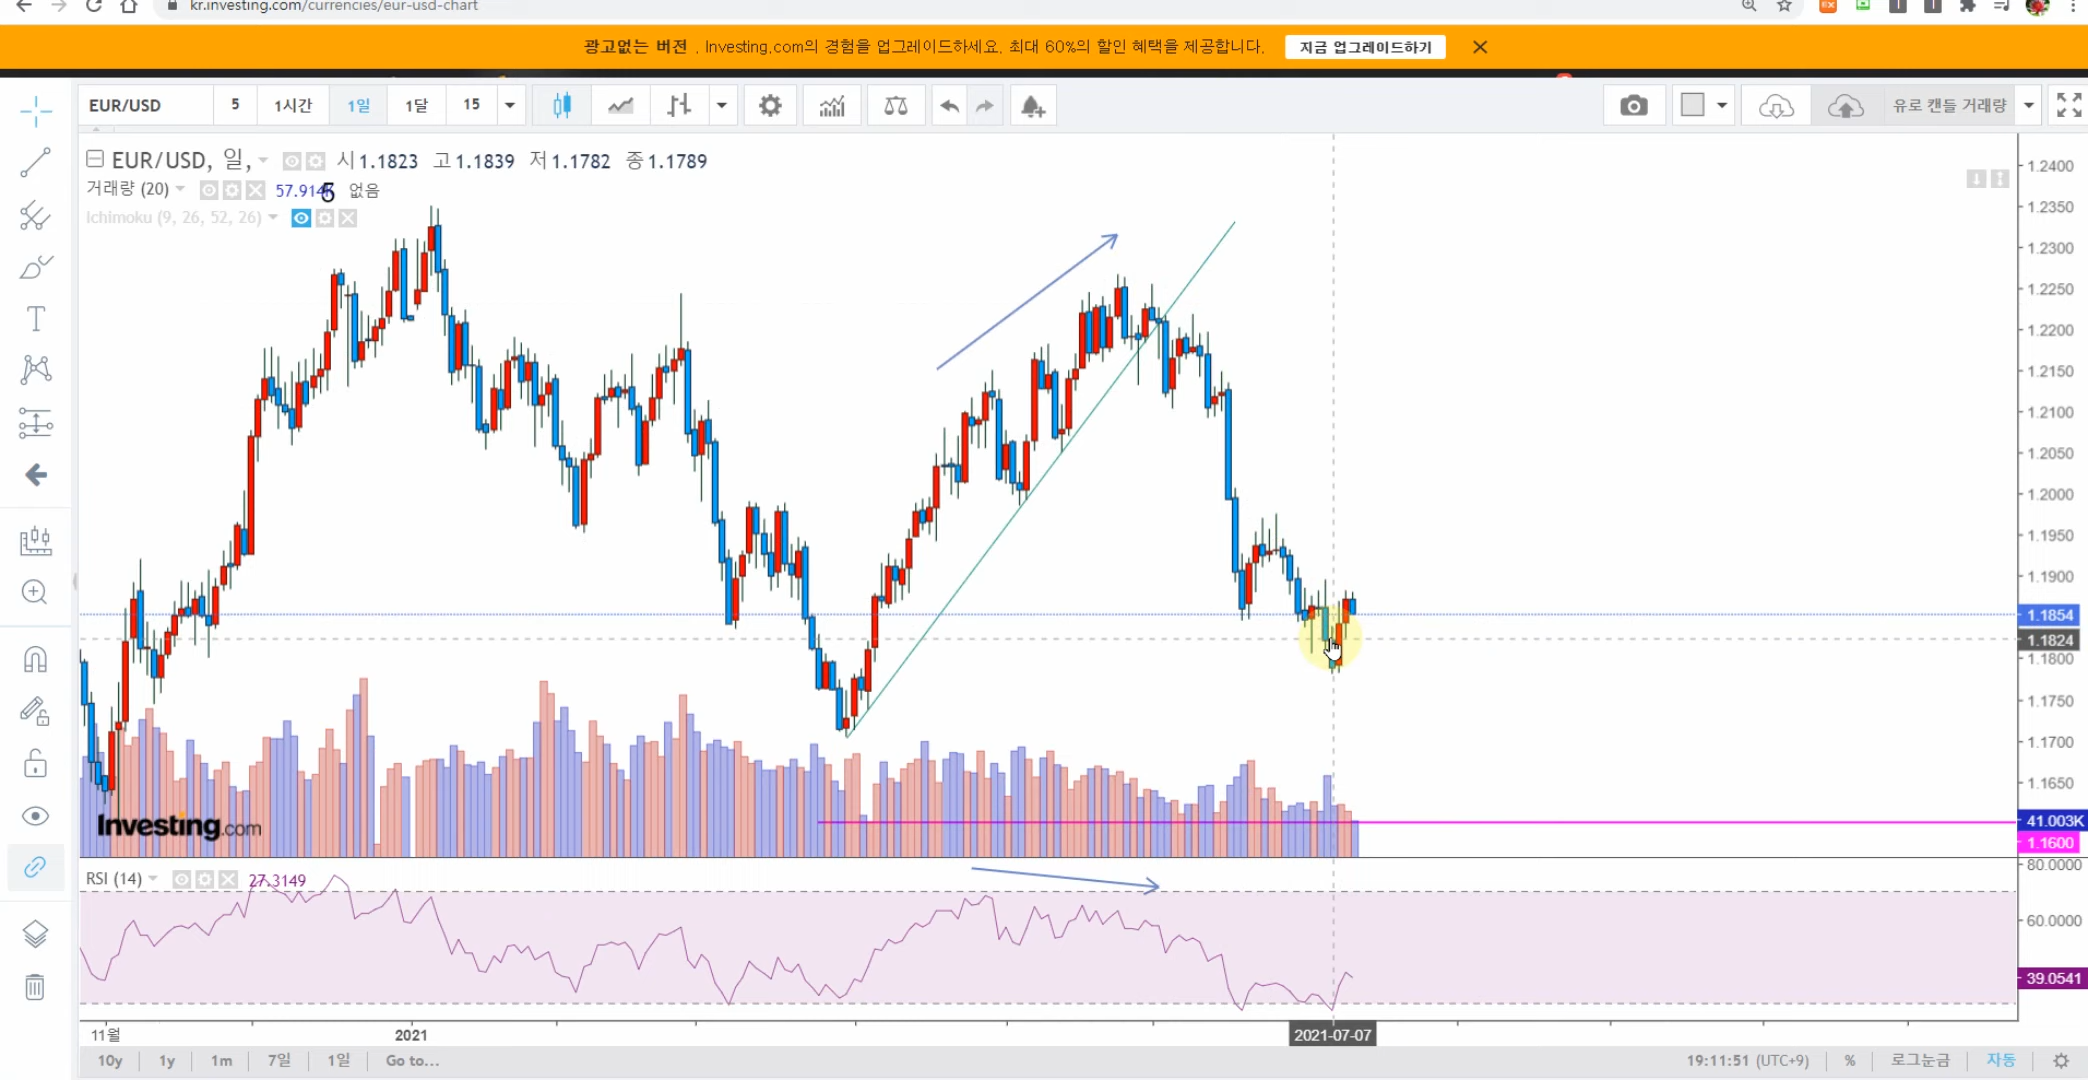 kr.investing.com/currencies/eur-usd-chart
광고없는 버전 . Investing.com의 경험을 업그레이드하세요. 최대 60%의 할인 혜택을 제공합니다. 지금 업그레이드하기
EUR/USD 5 1시간 1일 1달 15 유로 캔들 거래량
EUR/USD, 일, 시 1.1823 고 1.1839 저 1.1782 종 1.1789
거래량 (20) 57.914K 5 없음
Ichimoku (9, 26, 52, 26)
1.2400
1.2350
1.2300
1.2250
1.2200
1.2150
1.2100
1.2050
1.2000
1.1950
1.1900
1.1854
1.1824
1.1800
1.1750
1.1700
1.1650
41.003K
1.1600
Investing.com
80.0000
RSI (14) 27.3149
60.0000
39.0541
11월 2021 2021-07-07
10y 1y 1m 7일 1일 Go to... 19:11:51 (UTC+9) % 로그눈금 자동